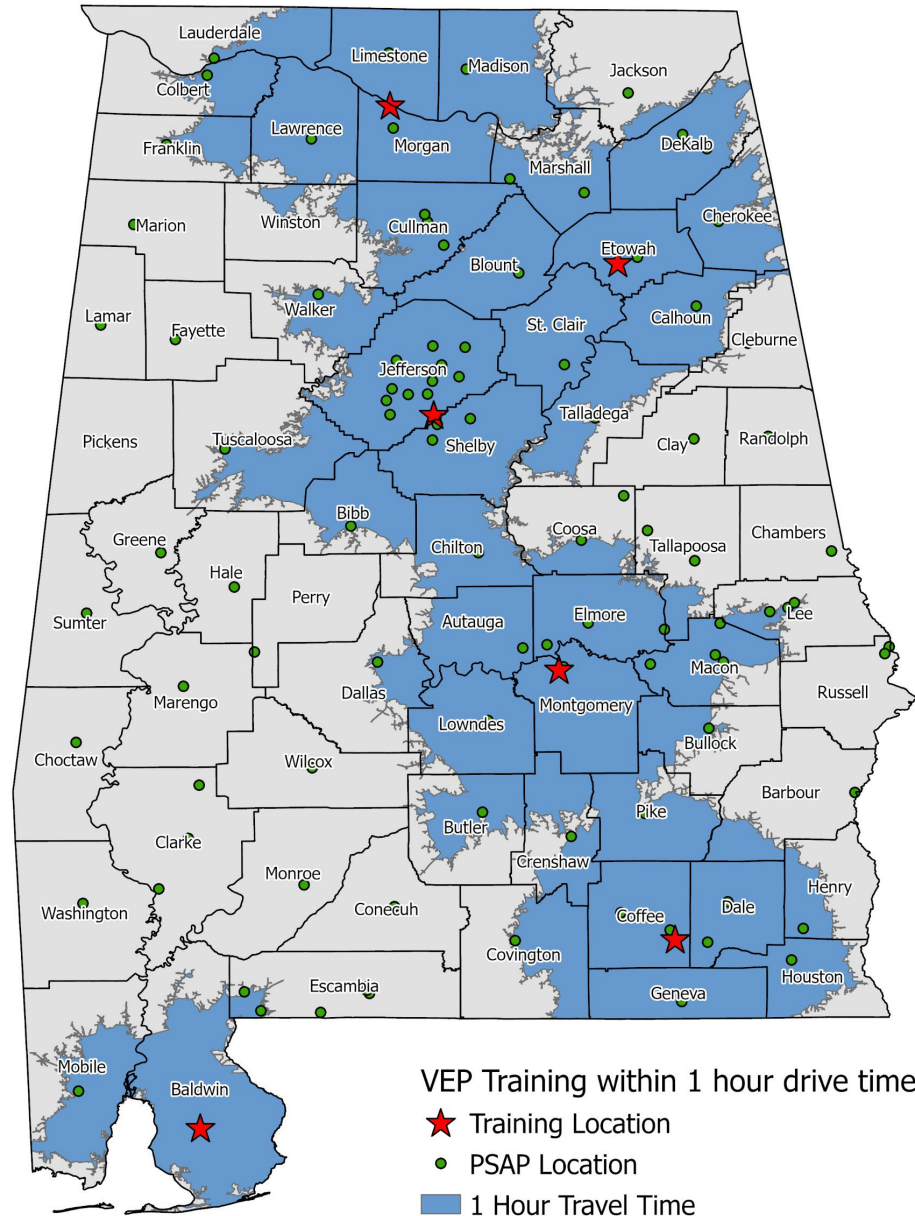 Lauderdale
Limestone
Madison
Jackson
Colbert
Lawrence
Franklin
Morgan
DeKalb
Marshall
Winston
Cullman
Cherokee
Marion
Etowah
Blount
Walker
Calhoun
Lamar
Fayette
St. Clair
Cleburne
Jefferson
Talladega
Pickens
Tuscaloosa
Shelby
Clay
Randolph
Bibb
Greene
Coosa
Chambers
Chilton
Tallapoosa
Hale
Perry
Sumter
Autauga
Elmore
Lee
Macon
Dallas
Marengo
Russell
Lowndes
Montgomery
Bullock
Choctaw
Wilcox
Barbour
Pike
Butler
Clarke
Crenshaw
Monroe
Henry
Washington
Conecuh
Coffee
Dale
Covington
Houston
Escambia
Geneva
Mobile
Baldwin
VEP Training within 1 hour drive time
Training Location
PSAP Location
1 Hour Travel Time